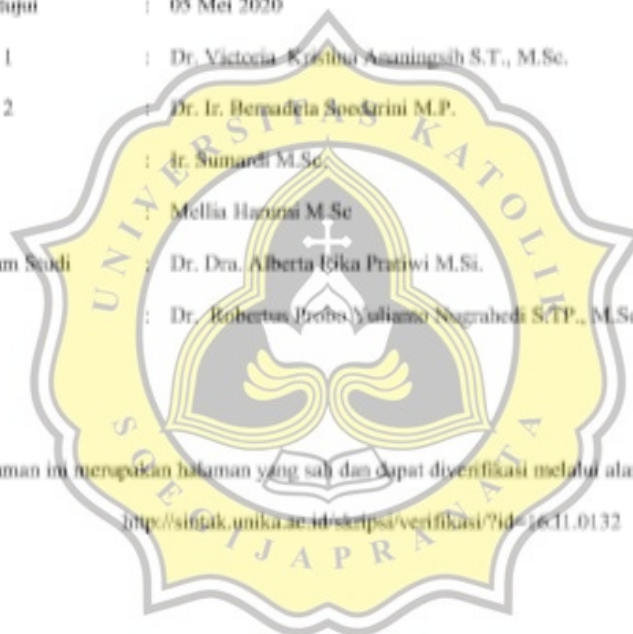 tujui : 05 Mei 2020
1 : Dr. Victoria Kristina Ananingsih S.T., M.Sc.
2 : Dr. Ir. Bernadeta Soedarini M.P.
: Ir. Sumardi M.Sc.
: Mellia Harumi M.Sc
am Studi : Dr. Dra. Alberta Rika Pratiwi M.Si.
: Dr. Robertus Probo Yulianto Nugrahedi S.TP., M.Sc
aman ini merupakan halaman yang sah dan dapat diverifikasi melalui ala
http://sintak.unika.ac.id/skripsi/verifikasi/?id=16.I1.0132
UNIVERSITAS KATOLIK
SOEGIJAPRANATA